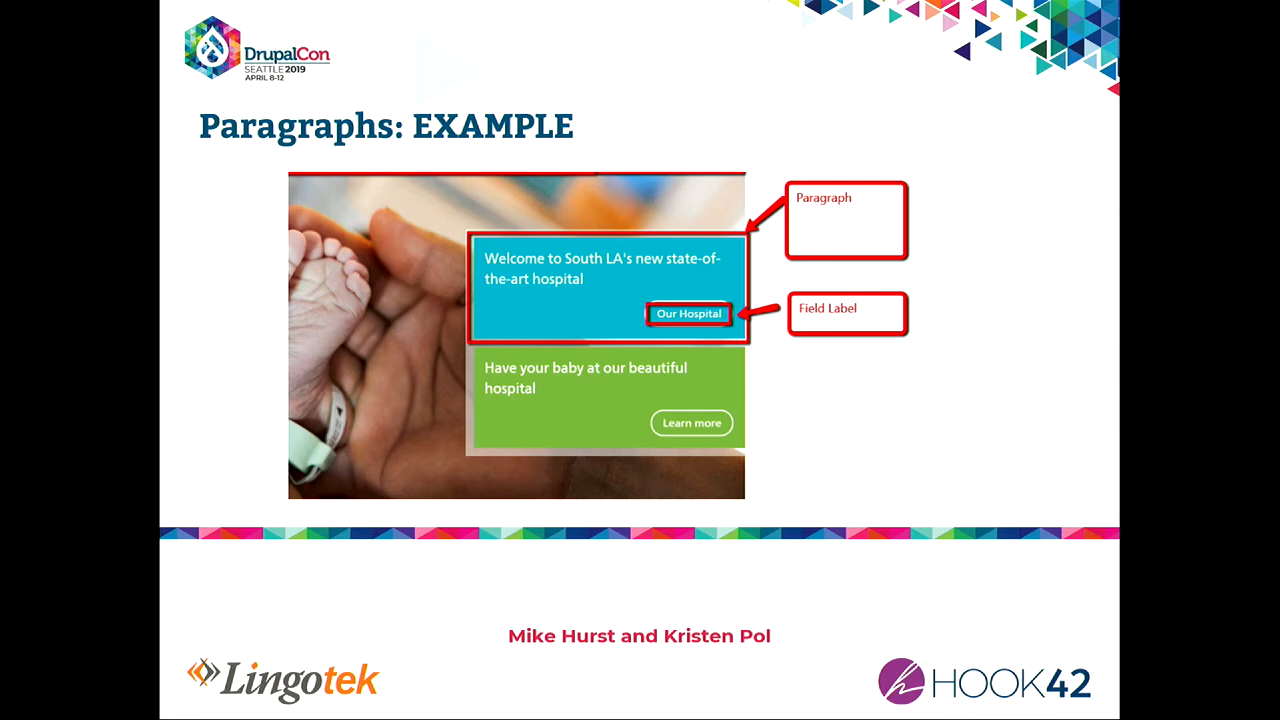 DrupalCon
SEATTLE 2019
APRIL 8-12
Paragraphs: EXAMPLE
Paragraph
Welcome to South LA's new state-of-
the-art hospital
Our Hospital
Field Label
Have your baby at our beautiful
hospital
Learn more
Mike Hurst and Kristen Pol
Lingotek
HOOK42